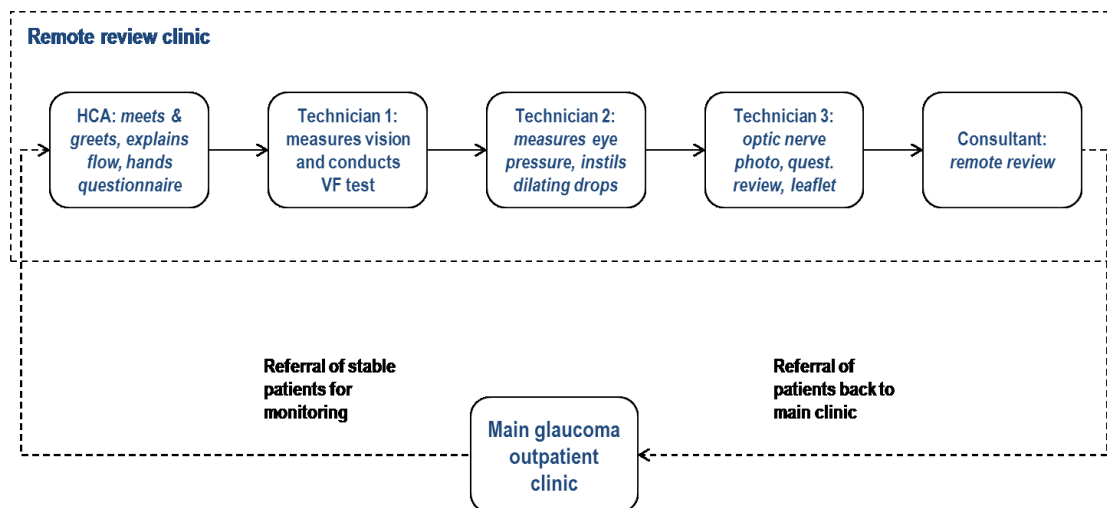 Remote review clinic
HCA: meets &
greets, explains
flow, hands
questionnaire
Technician 1:
measures vision
and conducts
VF test
Technician 2:
measures eye
pressure, instils
dilating drops
Technician 3:
optic nerve
photo, quest.
review, leaflet
Consultant:
remote review
Referral of stable
patients for
monitoring
Referral of
patients back to
main clinic
Main glaucoma
outpatient
clinic